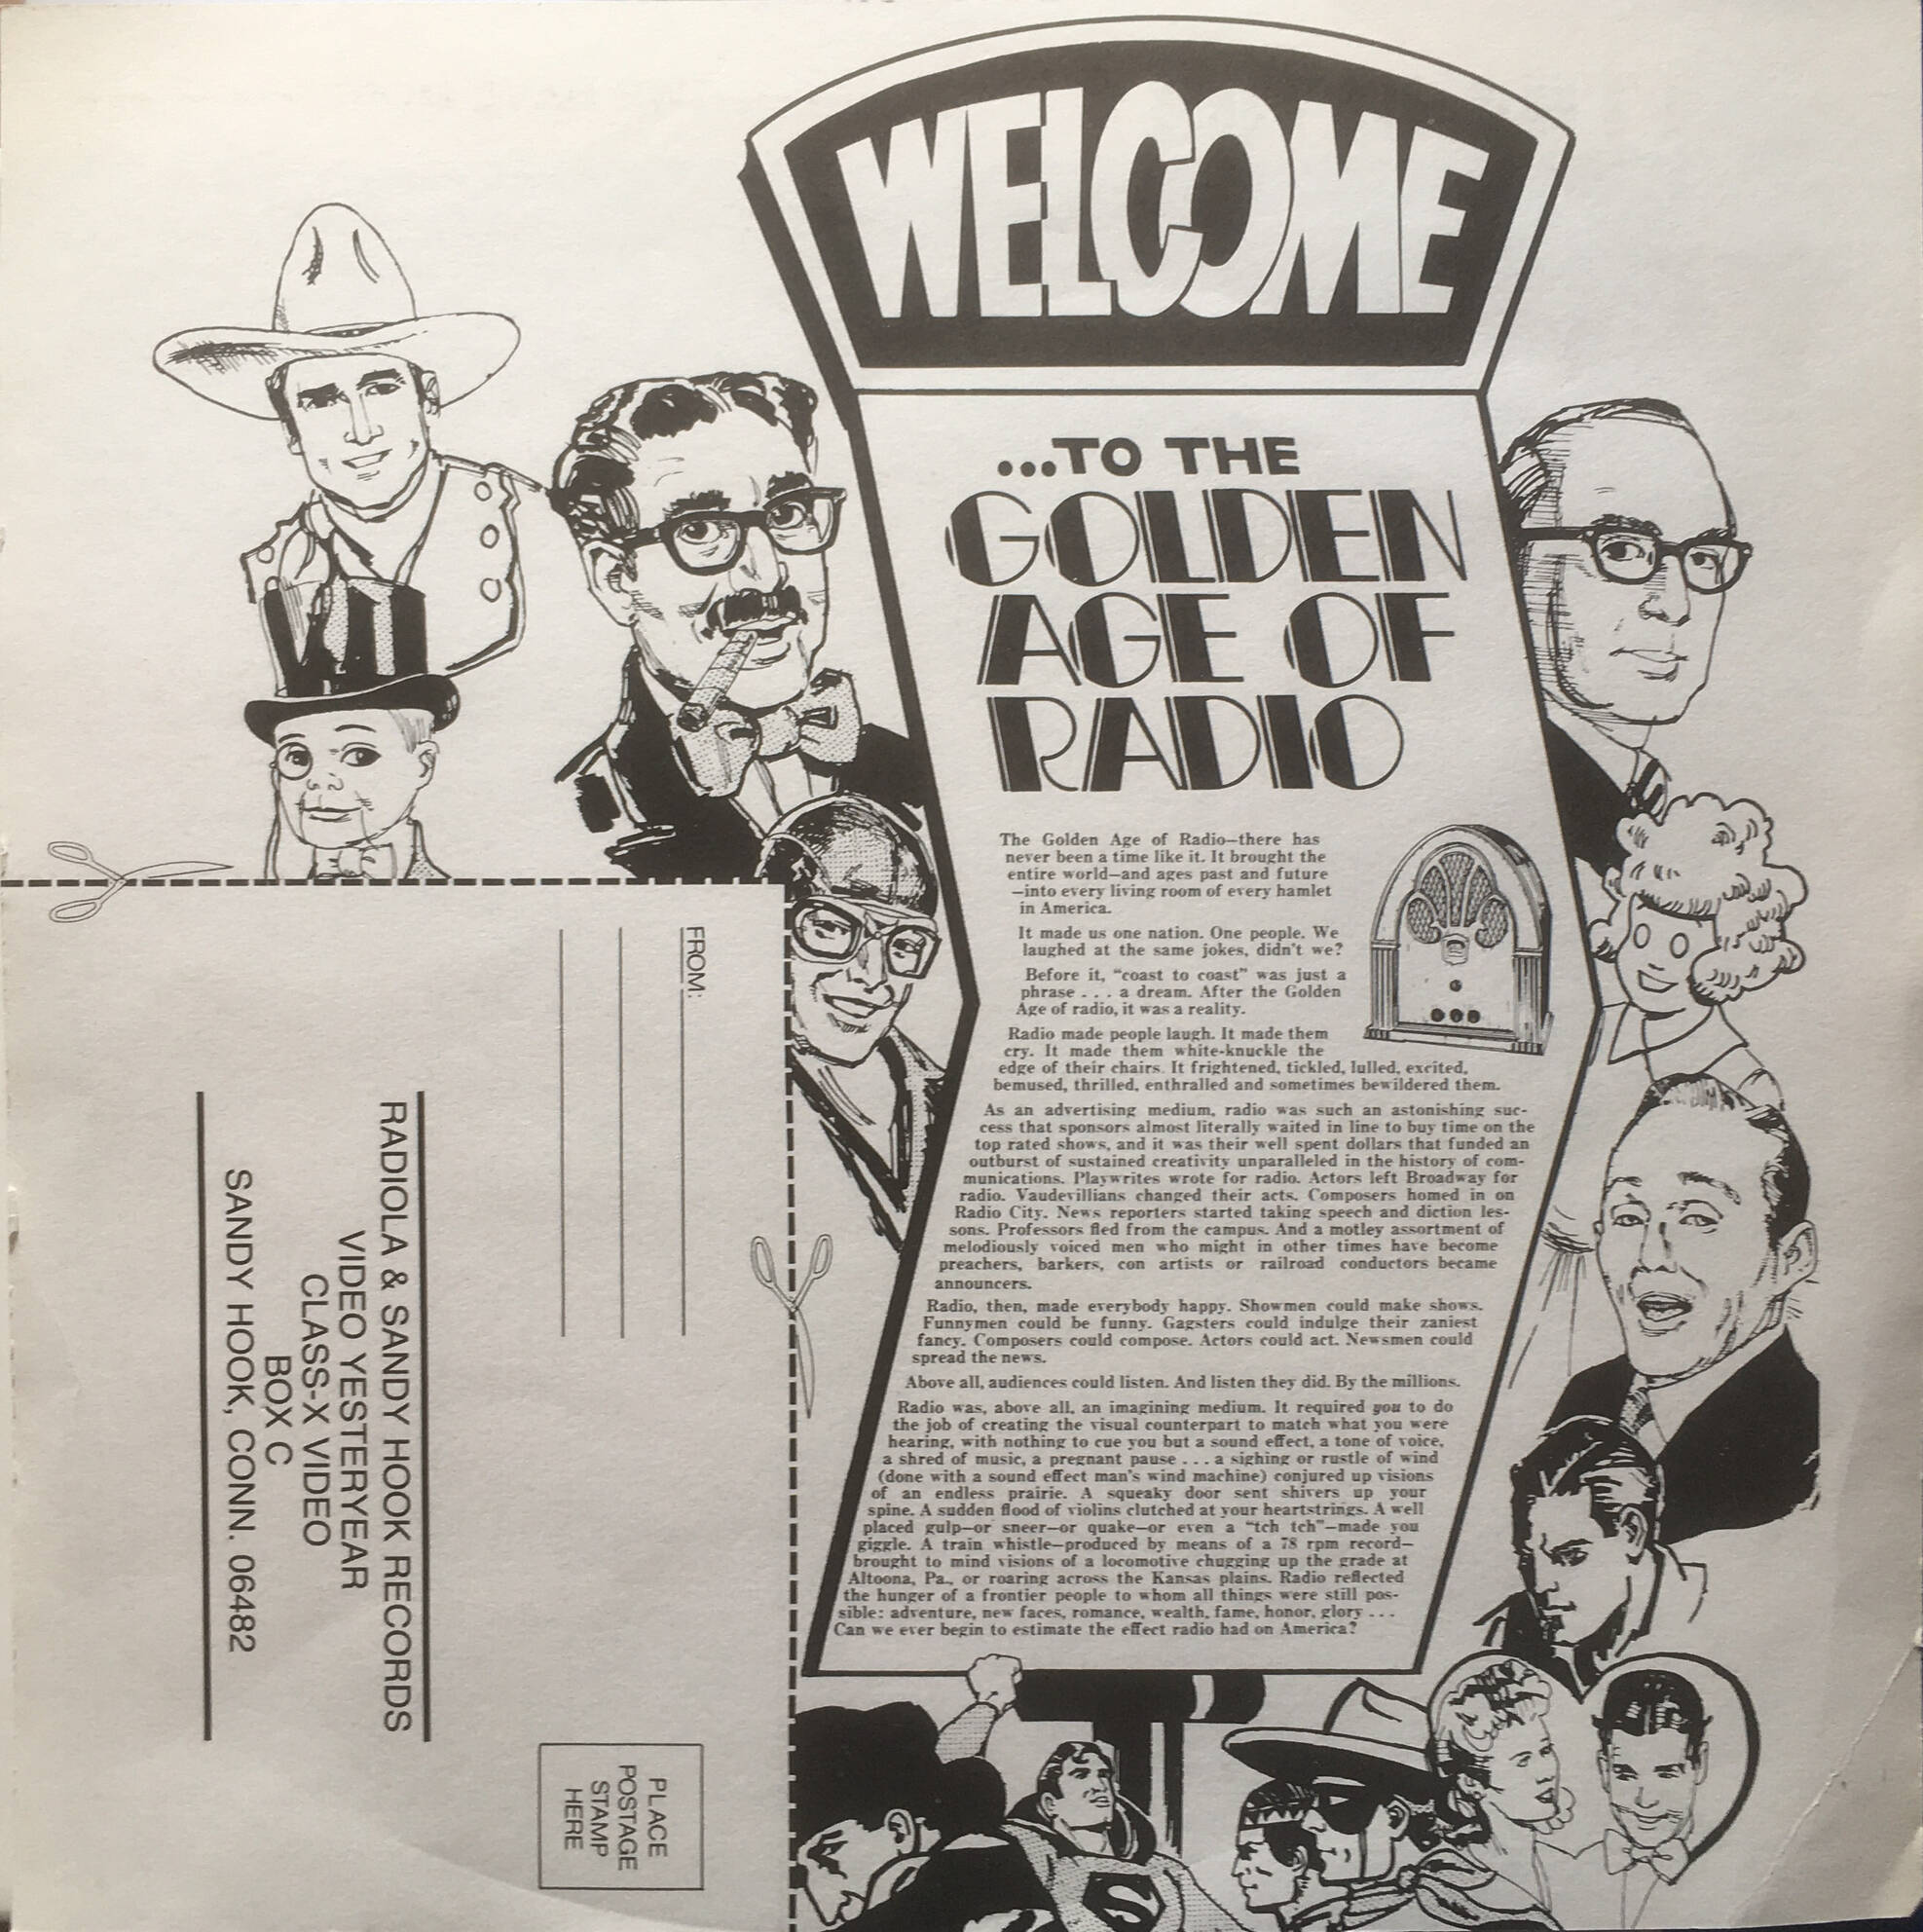 WELCOME
...TO THE
GOLDEN
AGE OF
RADIO
The Golden Age of Radio—there has
never been a time like it. It brought the
entire world—and ages past and future
—into every living room of every hamlet
in America.
It made us one nation. One people. We
laughed at the same jokes, didn't we?
Before it, "coast to coast" was just a
phrase . . . a dream. After the Golden
Age of radio, it was a reality.
Radio made people laugh. It made them
cry. It made them white-knuckle the
edge of their chairs. It frightened, tickled, lulled, excited,
bemused, thrilled, enthralled and sometimes bewildered them.
As an advertising medium, radio was such an astonishing suc-
cess that sponsors almost literally waited in line to buy time on the
top rated shows, and it was their well spent dollars that funded an
outburst of sustained creativity unparalleled in the history of com-
munications. Playwrites wrote for radio. Actors left Broadway for
radio. Vaudevillians changed their acts. Composers homed in on
Radio City. News reporters started taking speech and diction les-
sons. Professors fled from the campus. And a motley assortment of
melodiously voiced men who might in other times have become
preachers, barkers, con artists or railroad conductors became
announcers.
Radio, then, made everybody happy. Showmen could make shows.
Funnymen could be funny. Gagsters could indulge their zaniest
fancy. Composers could compose. Actors could act. Newsmen could
spread the news.
Above all, audiences could listen. And listen they did. By the millions.
Radio was, above all, an imagining medium. It required you to do
the job of creating the visual counterpart to match what you were
hearing, with nothing to cue you but a sound effect, a tone of voice,
a shred of music, a pregnant pause . . . a sighing or rustle of wind
(done with a sound effect man's wind machine) conjured up visions
of an endless prairie. A squeaky door sent shivers up your
spine. A sudden flood of violins clutched at your heartstrings. A well
placed gulp—or sneer—or quake—or even a "tch tch"—made you
giggle. A train whistle—produced by means of a 78 rpm record—
brought to mind visions of a locomotive chugging up the grade at
Altoona, Pa., or roaring across the Kansas plains. Radio reflected
the hunger of a frontier people to whom all things were still pos-
sible: adventure, new faces, romance, wealth, fame, honor, glory . . .
Can we ever begin to estimate the effect radio had on America?
FROM:
RADIOLA & SANDY HOOK RECORDS
VIDEO YESTERYEAR
CLASS-X VIDEO
BOX C
SANDY HOOK, CONN. 06482
PLACE
POSTAGE
STAMP
HERE
S